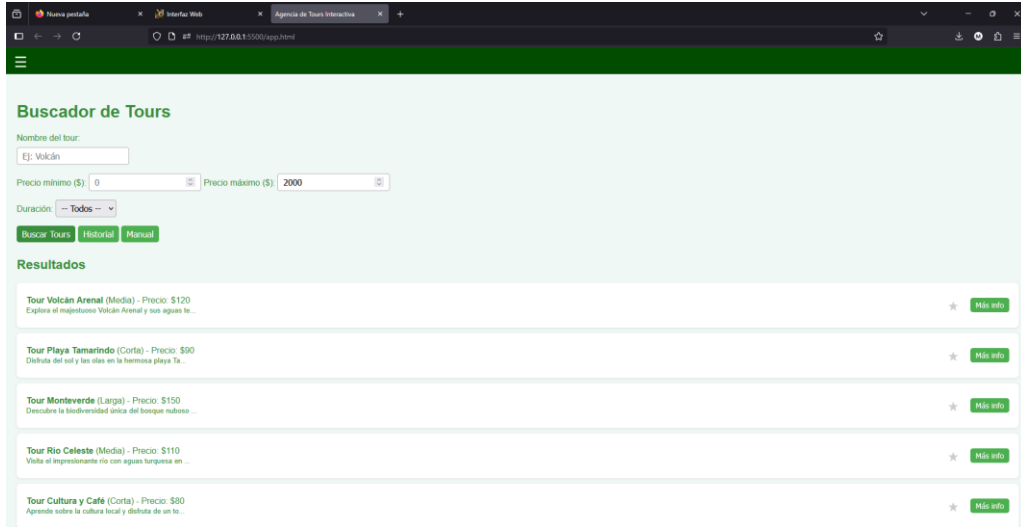 Nueva pestaña
Interfaz Web
Agencia de Tours Interactiva
http://127.0.0.1:5500/app.html
Buscador de Tours
Nombre del tour:
Ej: Volcán
Precio mínimo ($): 0 Precio máximo ($): 2000
Duración: -- Todos --
Buscar Tours Historial Manual
Resultados
Tour Volcán Arenal (Media) - Precio: $120
Explora el majestuoso Volcán Arenal y sus aguas te...
Más info
Tour Playa Tamarindo (Corta) - Precio: $90
Disfruta del sol y las olas en la hermosa playa Ta...
Más info
Tour Monteverde (Larga) - Precio: $150
Descubre la biodiversidad única del bosque nuboso ...
Más info
Tour Río Celeste (Media) - Precio: $110
Visita el impresionante río con aguas turquesa en ...
Más info
Tour Cultura y Café (Corta) - Precio: $80
Aprende sobre la cultura local y disfruta de un to...
Más info